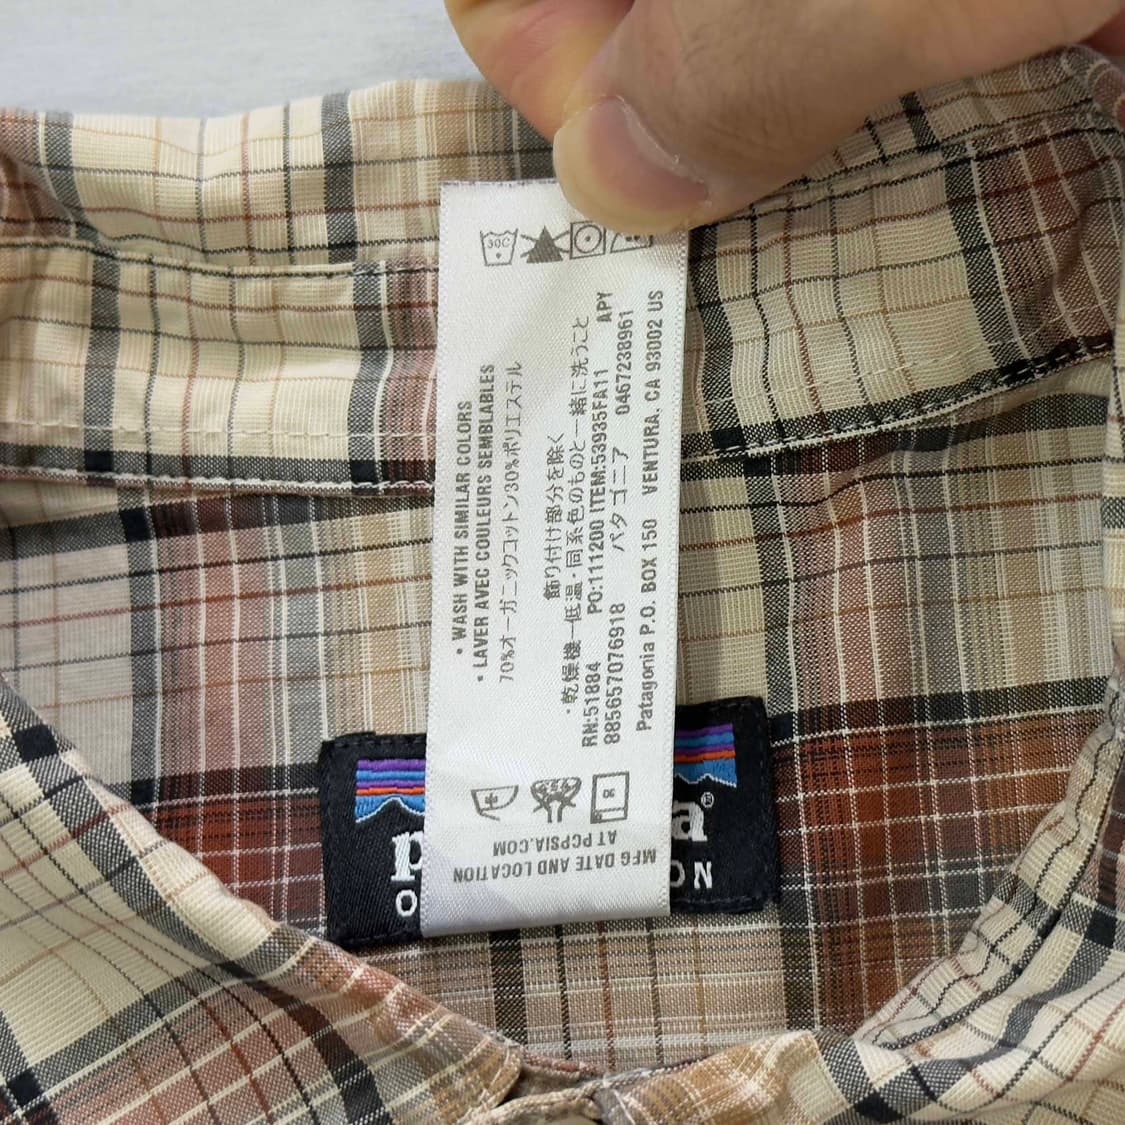 30C
• WASH WITH SIMILAR COLORS
• LAVER AVEC COULEURS SEMBLABLES
70%オーガニックコットン30%ポリエステル
飾り付け部分を除く
・乾燥機一低温・同系色のものと一緒に洗うこと
RN:51884 PO:111200 ITEM:53935FA11 APY
885657076918 パタゴニア 0467238961
Patagonia P.O. BOX 150 VENTURA, CA 93002 US
30
MFG DATE AND LOCATION
AT PCPSIA.COM
p a®
O ON